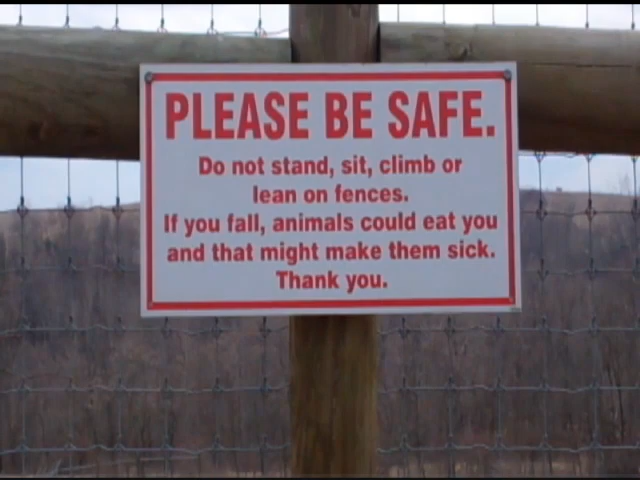 PLEASE BE SAFE.
Do not stand, sit, climb or
lean on fences.
If you fall, animals could eat you
and that might make them sick.
Thank you.